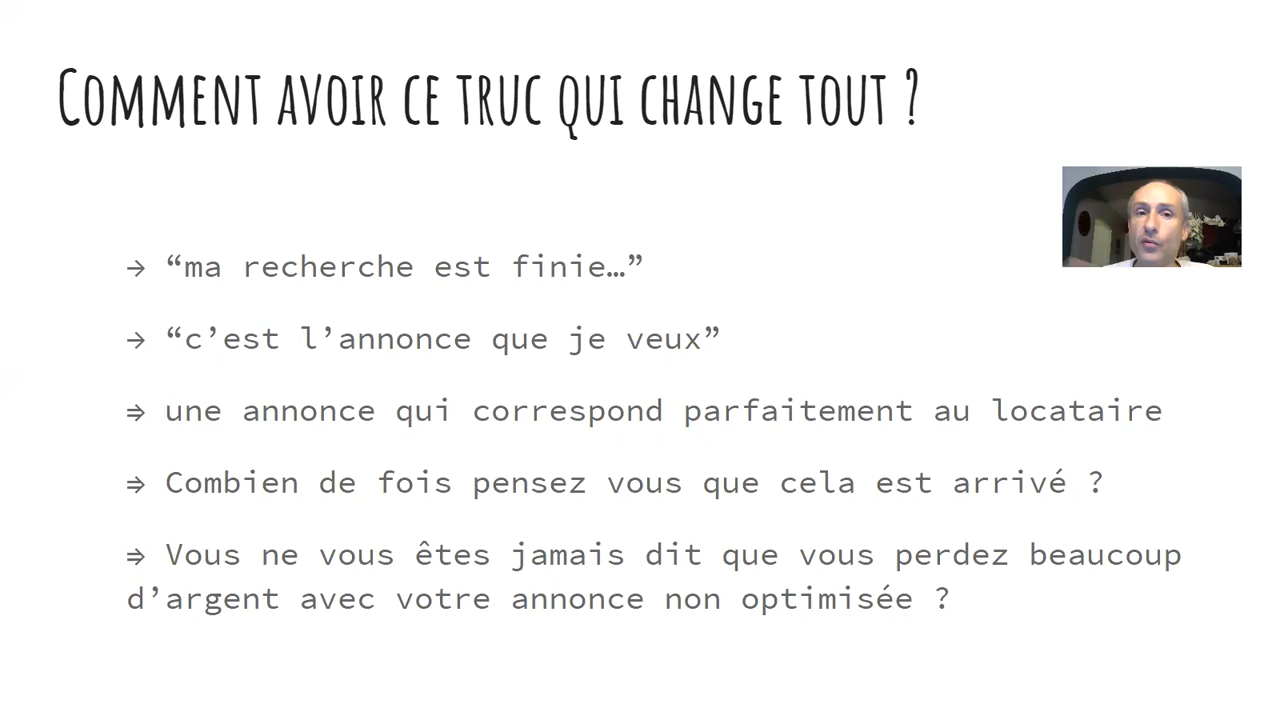 Comment avoir ce truc qui change tout ?
→ “ma recherche est finie…”
→ “c’est l’annonce que je veux”
⇒ une annonce qui correspond parfaitement au locataire
⇒ Combien de fois pensez vous que cela est arrivé ?
⇒ Vous ne vous êtes jamais dit que vous perdez beaucoup
d’argent avec votre annonce non optimisée ?